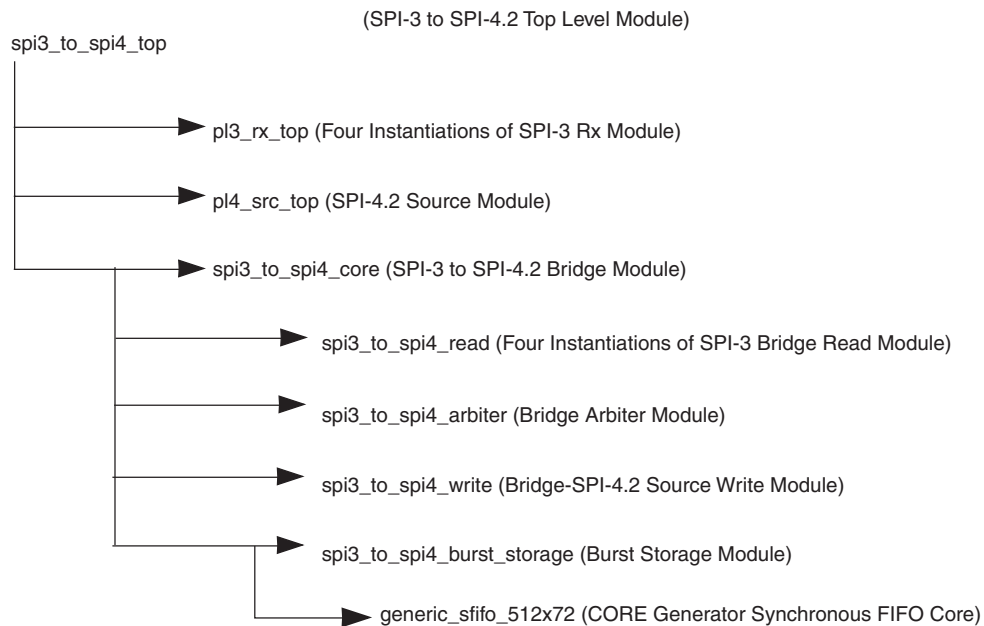 (SPI-3 to SPI-4.2 Top Level Module)
spi3_to_spi4_top
pl3_rx_top (Four Instantiations of SPI-3 Rx Module)
pl4_src_top (SPI-4.2 Source Module)
spi3_to_spi4_core (SPI-3 to SPI-4.2 Bridge Module)
spi3_to_spi4_read (Four Instantiations of SPI-3 Bridge Read Module)
spi3_to_spi4_arbiter (Bridge Arbiter Module)
spi3_to_spi4_write (Bridge-SPI-4.2 Source Write Module)
spi3_to_spi4_burst_storage (Burst Storage Module)
generic_sfifo_512x72 (CORE Generator Synchronous FIFO Core)